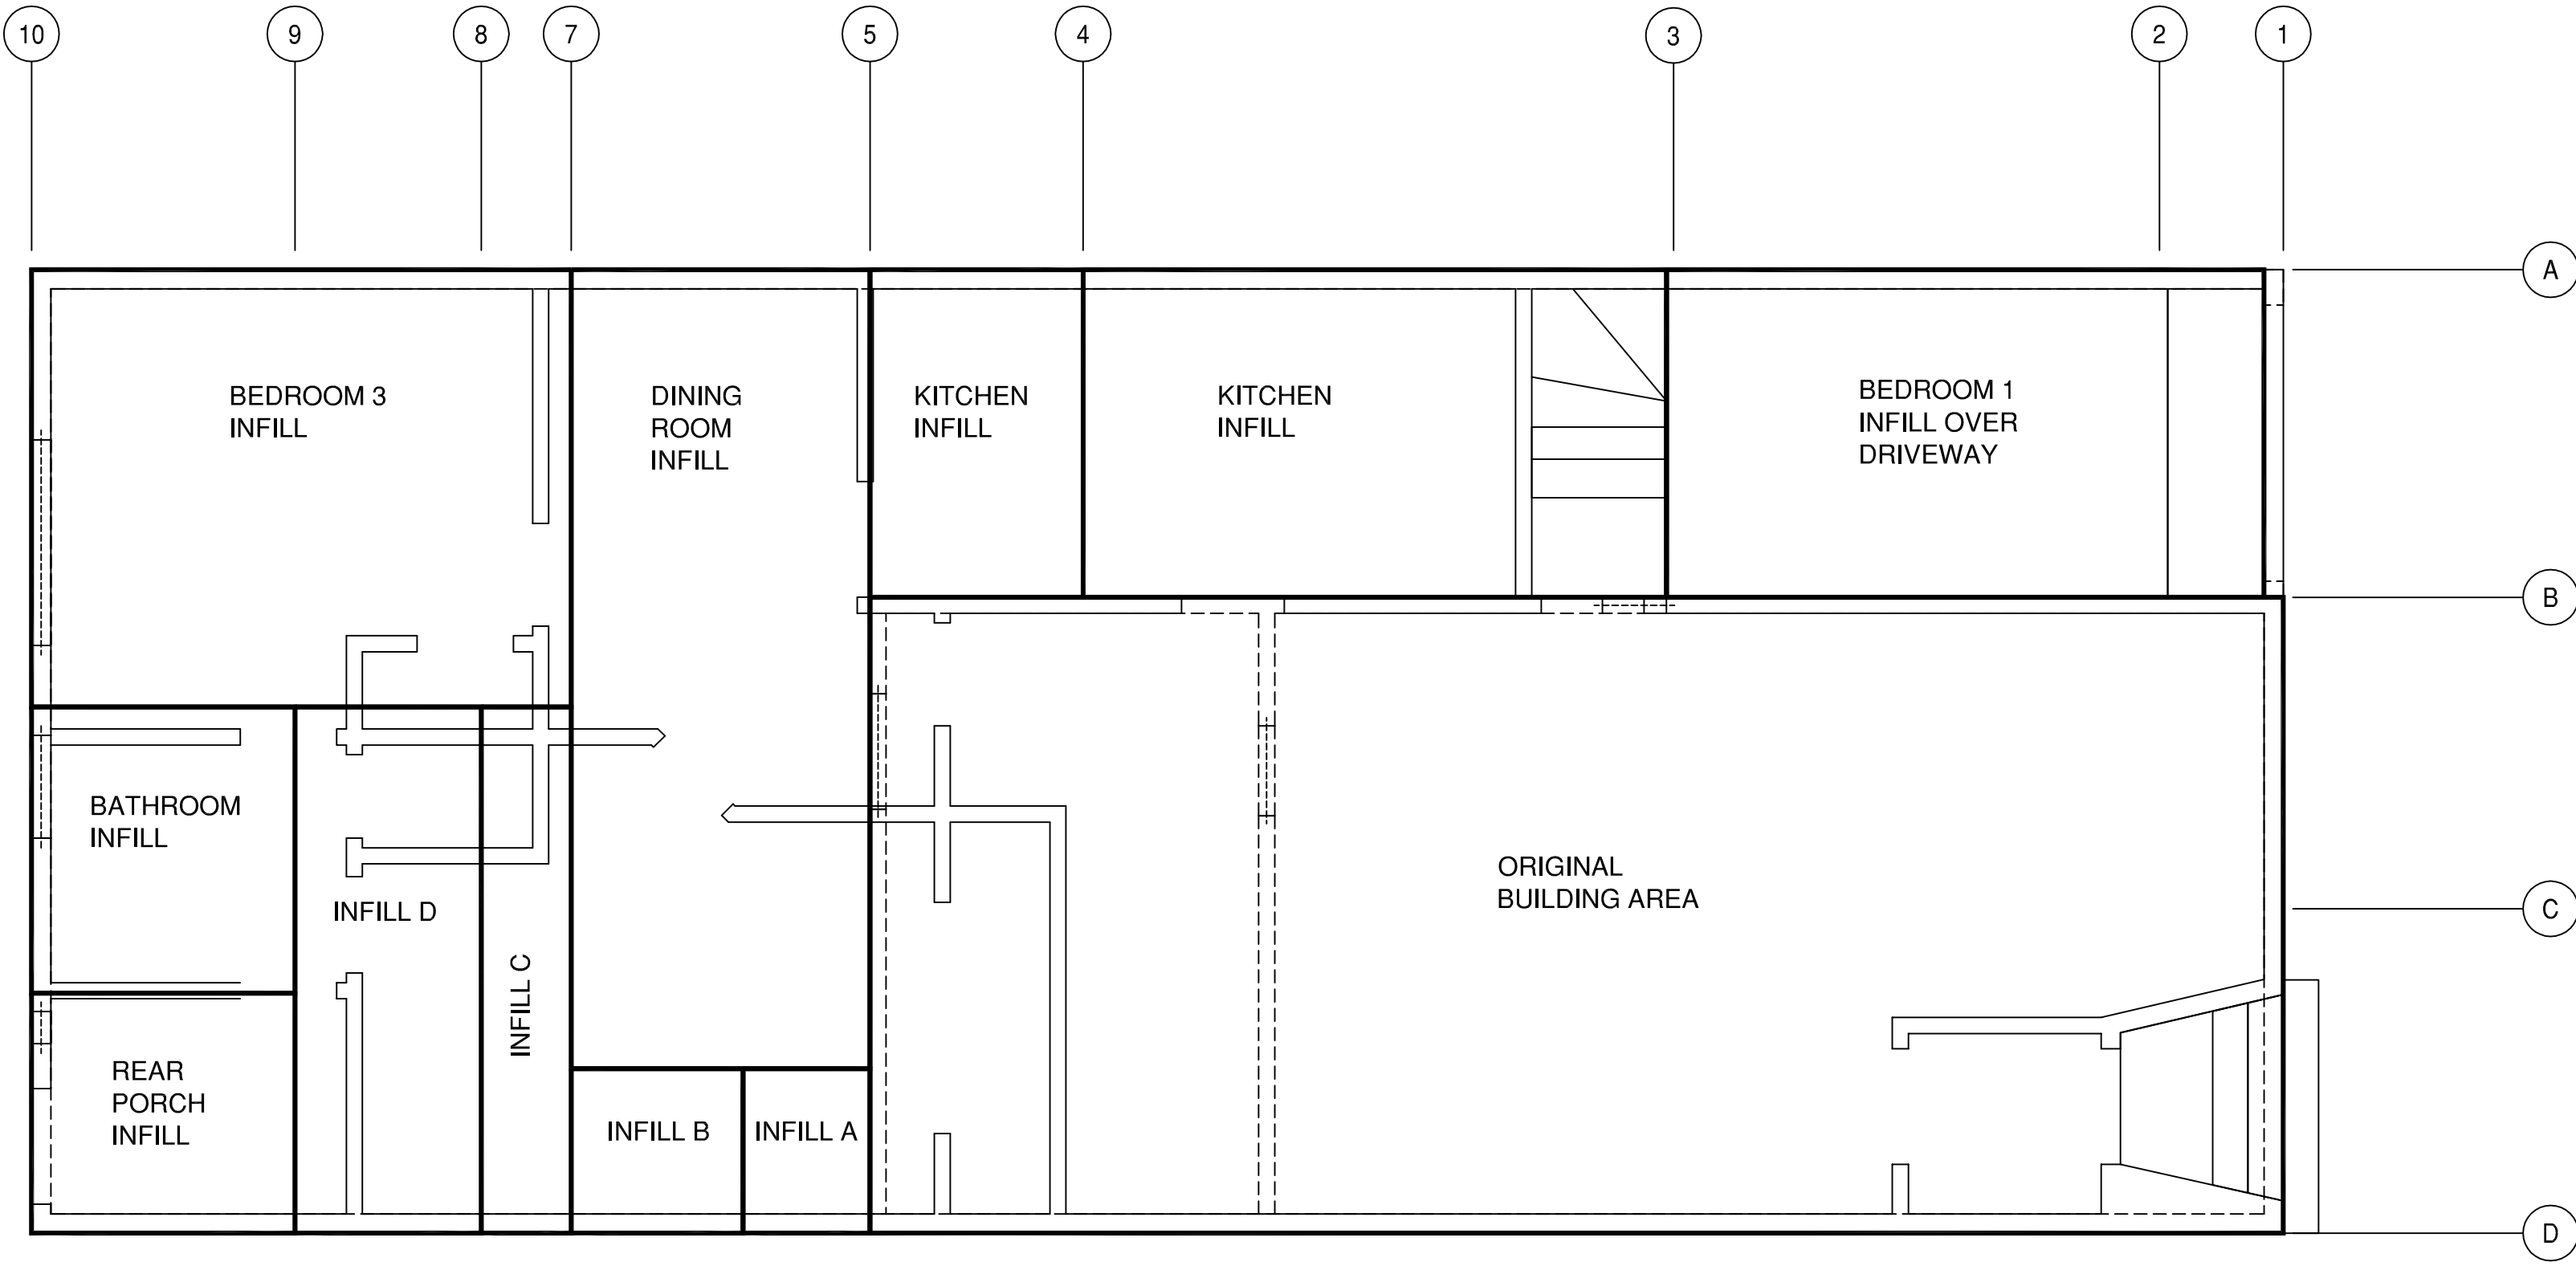 10
9
8
7
5
4
3
2
1
A
BEDROOM 3
INFILL
DINING
ROOM
INFILL
KITCHEN
INFILL
KITCHEN
INFILL
BEDROOM 1
INFILL OVER
DRIVEWAY
B
BATHROOM
INFILL
INFILL D
INFILL C
ORIGINAL
BUILDING AREA
C
REAR
PORCH
INFILL
INFILL B
INFILL A
D